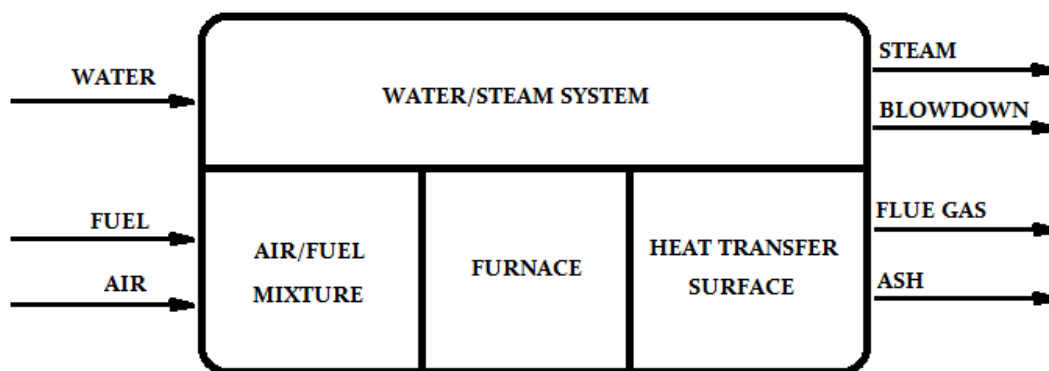 WATER
FUEL
AIR
WATER/STEAM SYSTEM
AIR/FUEL
MIXTURE
FURNACE
HEAT TRANSFER
SURFACE
STEAM
BLOWDOWN
FLUE GAS
ASH